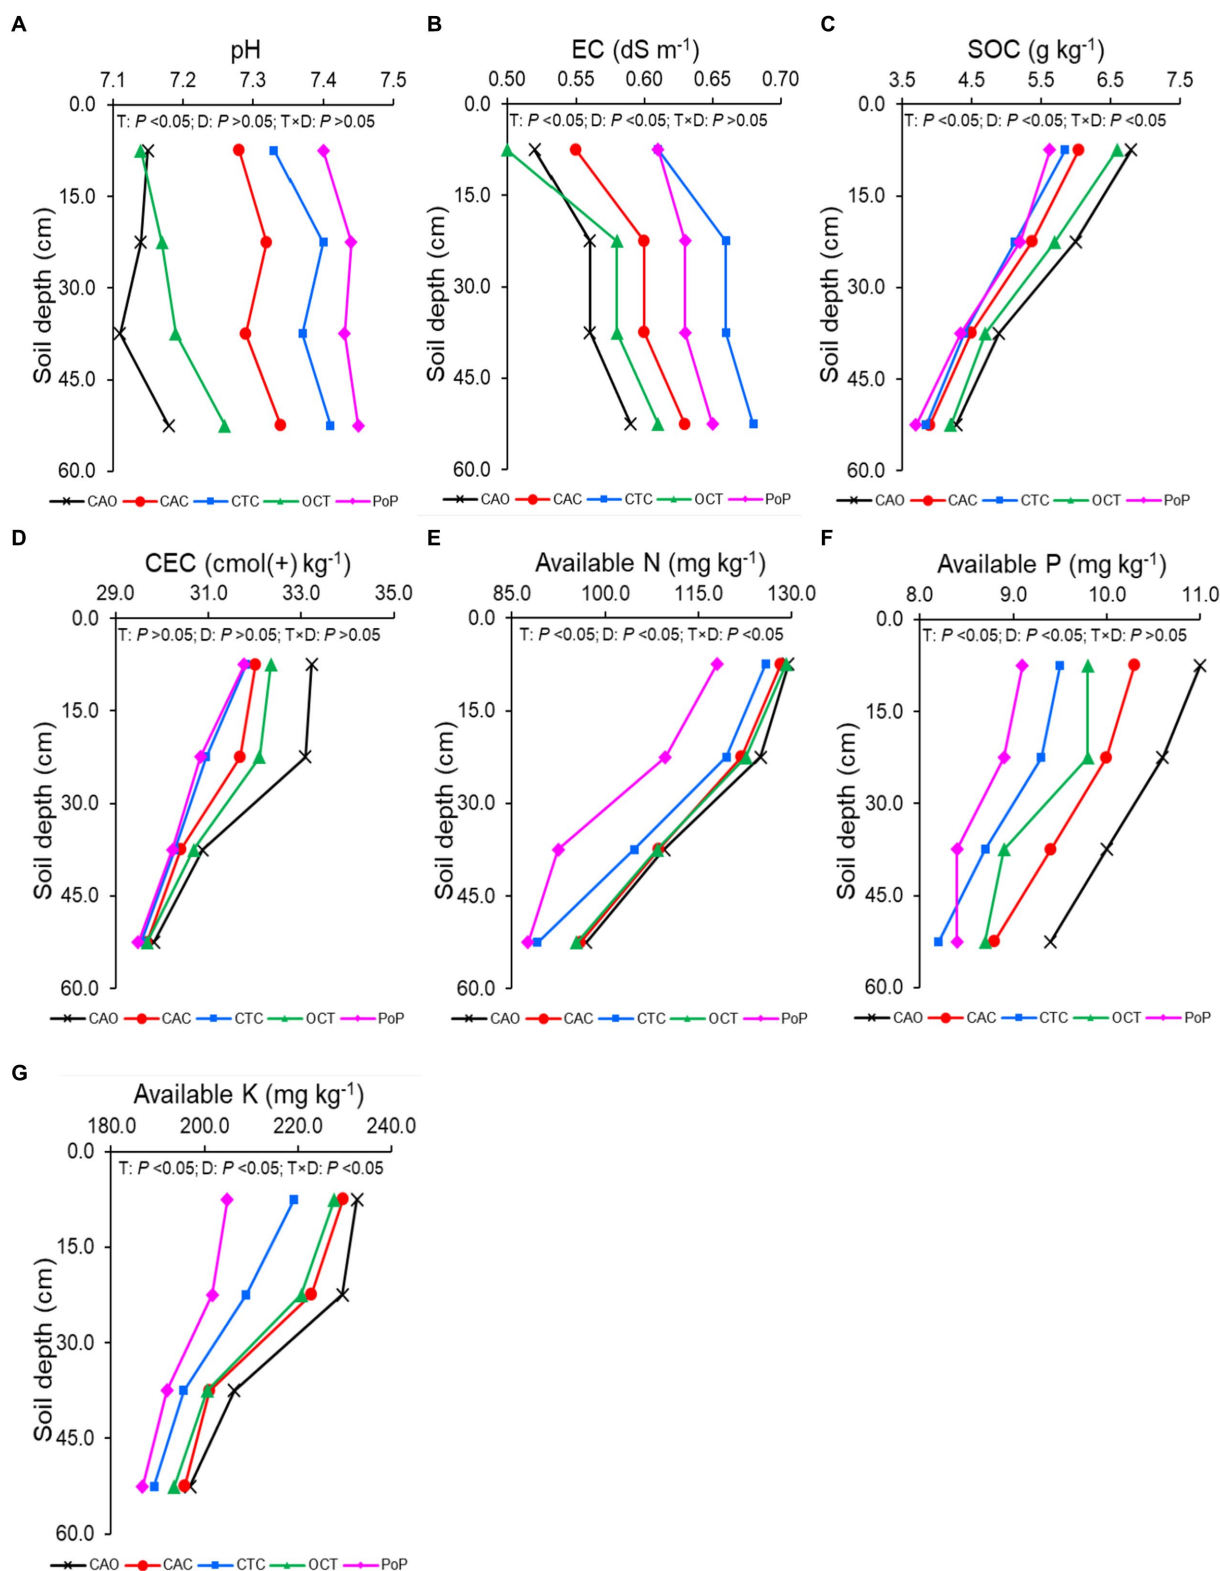 A
pH
7.1 7.2 7.3 7.4 7.5
0.0
T: P <0.05; D: P >0.05; T×D: P >0.05
15.0
30.0
45.0
60.0
Soil depth (cm)
CAO CAC CTC OCT PoP
B
EC (dS m-1)
0.50 0.55 0.60 0.65 0.70
0.0
T: P <0.05; D: P <0.05; T×D: P >0.05
15.0
30.0
45.0
60.0
Soil depth (cm)
CAO CAC CTC OCT PoP
C
SOC (g kg-1)
3.5 4.5 5.5 6.5 7.5
0.0
T: P <0.05; D: P <0.05; T×D: P <0.05
15.0
30.0
45.0
60.0
Soil depth (cm)
CAO CAC CTC OCT PoP
D
CEC (cmol(+) kg-1)
29.0 31.0 33.0 35.0
0.0
T: P >0.05; D: P >0.05; T×D: P >0.05
15.0
30.0
45.0
60.0
Soil depth (cm)
CAO CAC CTC OCT PoP
E
Available N (mg kg-1)
85.0 100.0 115.0 130.0
0.0
T: P <0.05; D: P <0.05; T×D: P <0.05
15.0
30.0
45.0
60.0
Soil depth (cm)
CAO CAC CTC OCT PoP
F
Available P (mg kg-1)
8.0 9.0 10.0 11.0
0.0
T: P <0.05; D: P <0.05; T×D: P >0.05
15.0
30.0
45.0
60.0
Soil depth (cm)
CAO CAC CTC OCT PoP
G
Available K (mg kg-1)
180.0 200.0 220.0 240.0
0.0
T: P <0.05; D: P <0.05; T×D: P <0.05
15.0
30.0
45.0
60.0
Soil depth (cm)
CAO CAC CTC OCT PoP